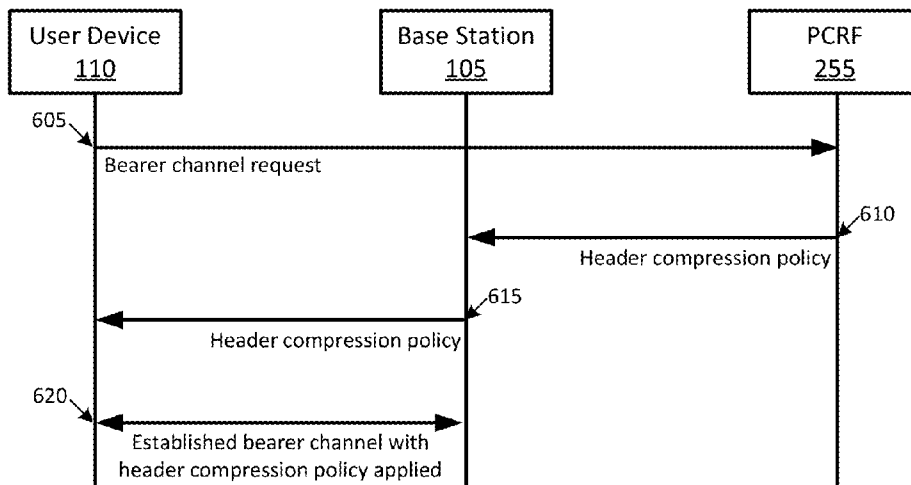 User Device
110
Base Station
105
PCRF
255
605
Bearer channel request
610
Header compression policy
615
Header compression policy
620
Established bearer channel with
header compression policy applied